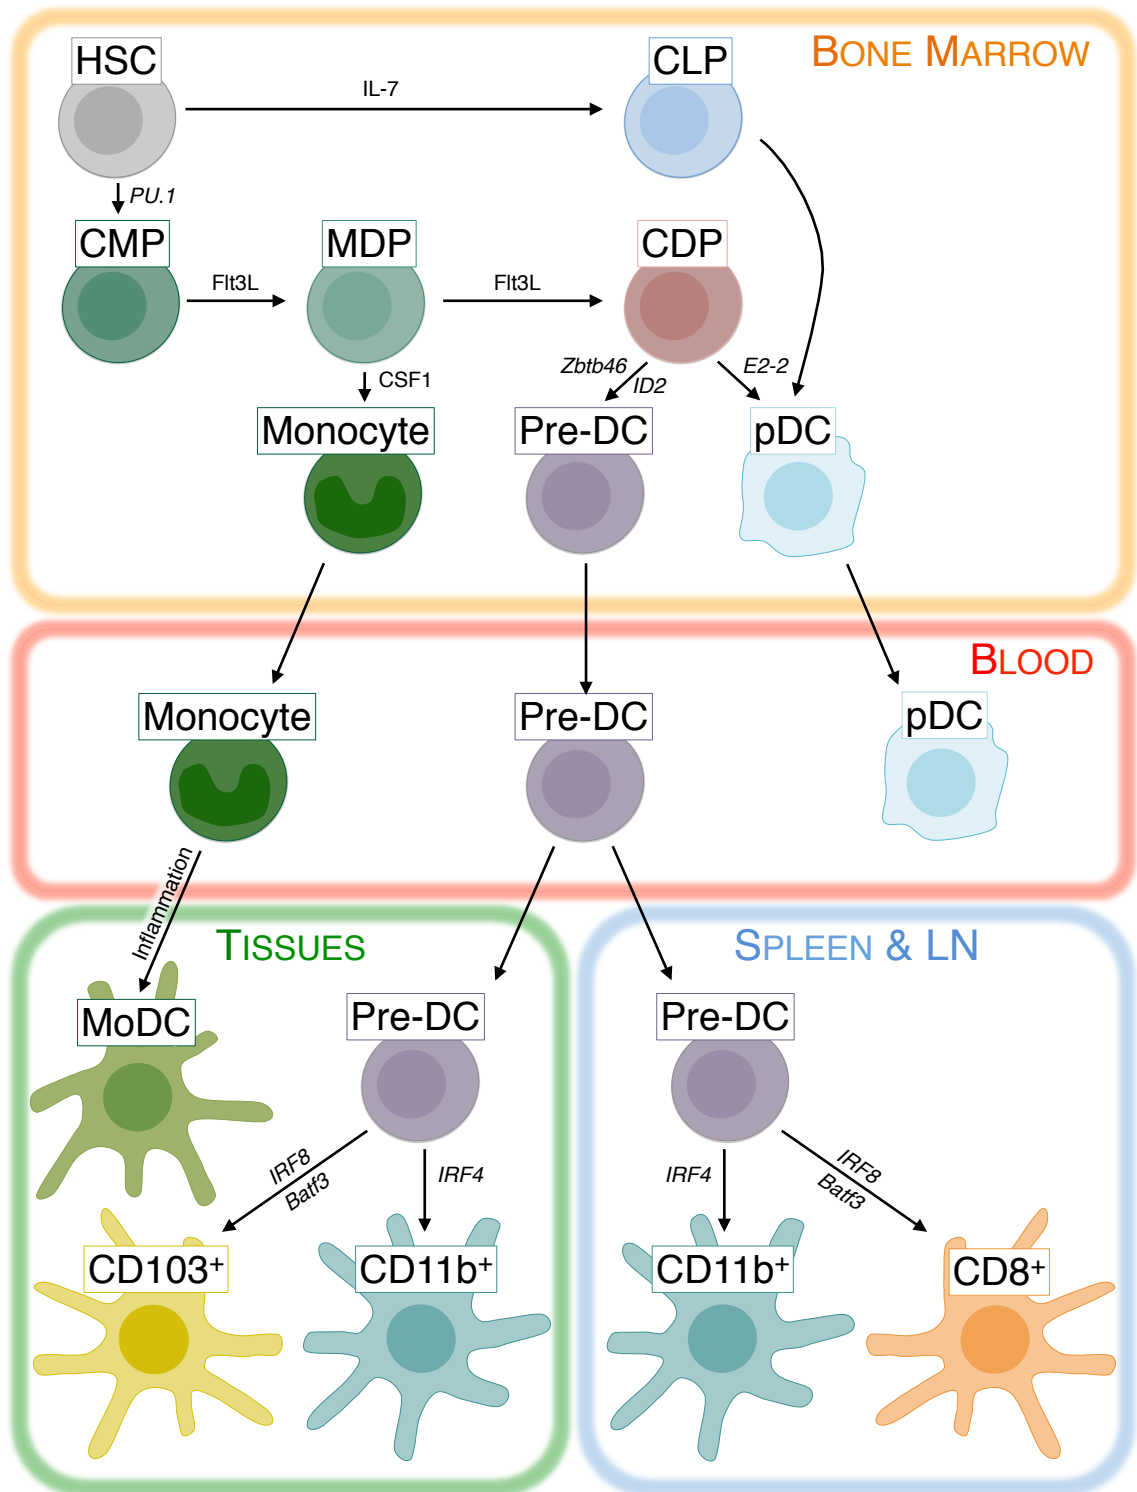 HSC
CLP
BONE MARROW
IL-7
PU.1
CMP
MDP
CDP
Flt3L
Flt3L
CSF1
Zbtb46
ID2
E2-2
Monocyte
Pre-DC
pDC
BLOOD
Monocyte
Pre-DC
pDC
Inflammation
TISSUES
SPLEEN & LN
MoDC
Pre-DC
Pre-DC
IRF8
Batf3
IRF4
IRF4
IRF8
Batf3
CD103+
CD11b+
CD11b+
CD8+